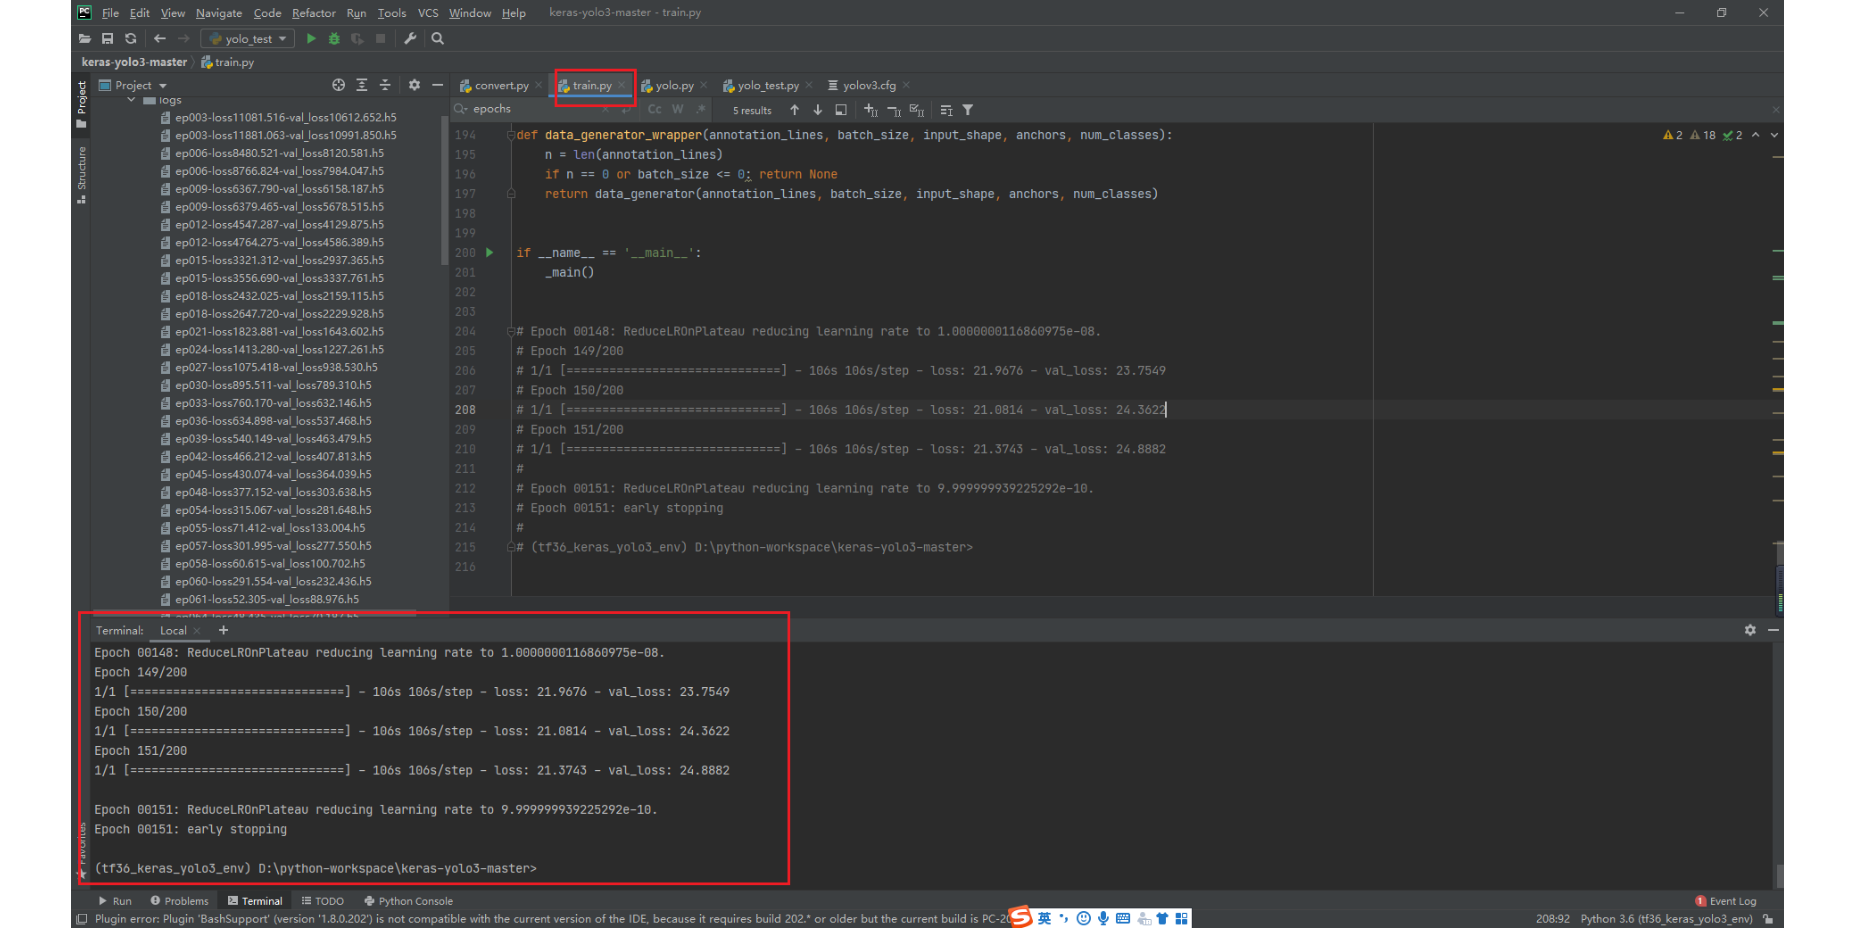 PC File Edit View Navigate Code Refactor Run Tools VCS Window Help keras-yolo3-master - train.py
yolo_test
keras-yolo3-master train.py
Project
Structure
Favorites
Project
convert.py train.py yolo.py yolo_test.py yolov3.cfg
epochs Cc W .* 5 results
logs
ep003-loss11081.516-val_loss10612.652.h5
ep003-loss11881.063-val_loss10991.850.h5
ep006-loss8480.521-val_loss8120.581.h5
ep006-loss8766.824-val_loss7984.047.h5
ep009-loss6367.790-val_loss6158.187.h5
ep009-loss6379.465-val_loss5678.515.h5
ep012-loss4547.287-val_loss4129.875.h5
ep012-loss4764.275-val_loss4586.389.h5
ep015-loss3321.312-val_loss2937.365.h5
ep015-loss3556.690-val_loss3337.761.h5
ep018-loss2432.025-val_loss2159.115.h5
ep018-loss2647.720-val_loss2229.928.h5
ep021-loss1823.881-val_loss1643.602.h5
ep024-loss1413.280-val_loss1227.261.h5
ep027-loss1075.418-val_loss938.530.h5
ep030-loss895.511-val_loss789.310.h5
ep033-loss760.170-val_loss632.146.h5
ep036-loss634.898-val_loss537.468.h5
ep039-loss540.149-val_loss463.479.h5
ep042-loss466.212-val_loss407.813.h5
ep045-loss430.074-val_loss364.039.h5
ep048-loss377.152-val_loss303.638.h5
ep054-loss315.067-val_loss281.648.h5
ep055-loss71.412-val_loss133.004.h5
ep057-loss301.995-val_loss277.550.h5
ep058-loss60.615-val_loss100.702.h5
ep060-loss291.554-val_loss232.436.h5
ep061-loss52.305-val_loss88.976.h5
2 18 2
194 def data_generator_wrapper(annotation_lines, batch_size, input_shape, anchors, num_classes):
195 n = len(annotation_lines)
196 if n == 0 or batch_size <= 0: return None
197 return data_generator(annotation_lines, batch_size, input_shape, anchors, num_classes)
198
199
200 if __name__ == '__main__':
201 _main()
202
203
204 # Epoch 00148: ReduceLROnPlateau reducing learning rate to 1.0000000116860975e-08.
205 # Epoch 149/200
206 # 1/1 [==============================] - 106s 106s/step - loss: 21.9676 - val_loss: 23.7549
207 # Epoch 150/200
208 # 1/1 [==============================] - 106s 106s/step - loss: 21.0814 - val_loss: 24.3622
209 # Epoch 151/200
210 # 1/1 [==============================] - 106s 106s/step - loss: 21.3743 - val_loss: 24.8882
211 #
212 # Epoch 00151: ReduceLROnPlateau reducing learning rate to 9.999999939225292e-10.
213 # Epoch 00151: early stopping
214 #
215 # (tf36_keras_yolo3_env) D:\python-workspace\keras-yolo3-master>
216
Terminal: Local +
Epoch 00148: ReduceLROnPlateau reducing learning rate to 1.0000000116860975e-08.
Epoch 149/200
1/1 [==============================] - 106s 106s/step - loss: 21.9676 - val_loss: 23.7549
Epoch 150/200
1/1 [==============================] - 106s 106s/step - loss: 21.0814 - val_loss: 24.3622
Epoch 151/200
1/1 [==============================] - 106s 106s/step - loss: 21.3743 - val_loss: 24.8882
Epoch 00151: ReduceLROnPlateau reducing learning rate to 9.999999939225292e-10.
Epoch 00151: early stopping
(tf36_keras_yolo3_env) D:\python-workspace\keras-yolo3-master>
Run Problems Terminal TODO Python Console 1 Event Log
Plugin error: Plugin 'BashSupport' (version '1.8.0.202') is not compatible with the current version of the IDE, because it requires build 202.* or older but the current build is PC-20 S 英 208:92 Python 3.6 (tf36_keras_yolo3_env)